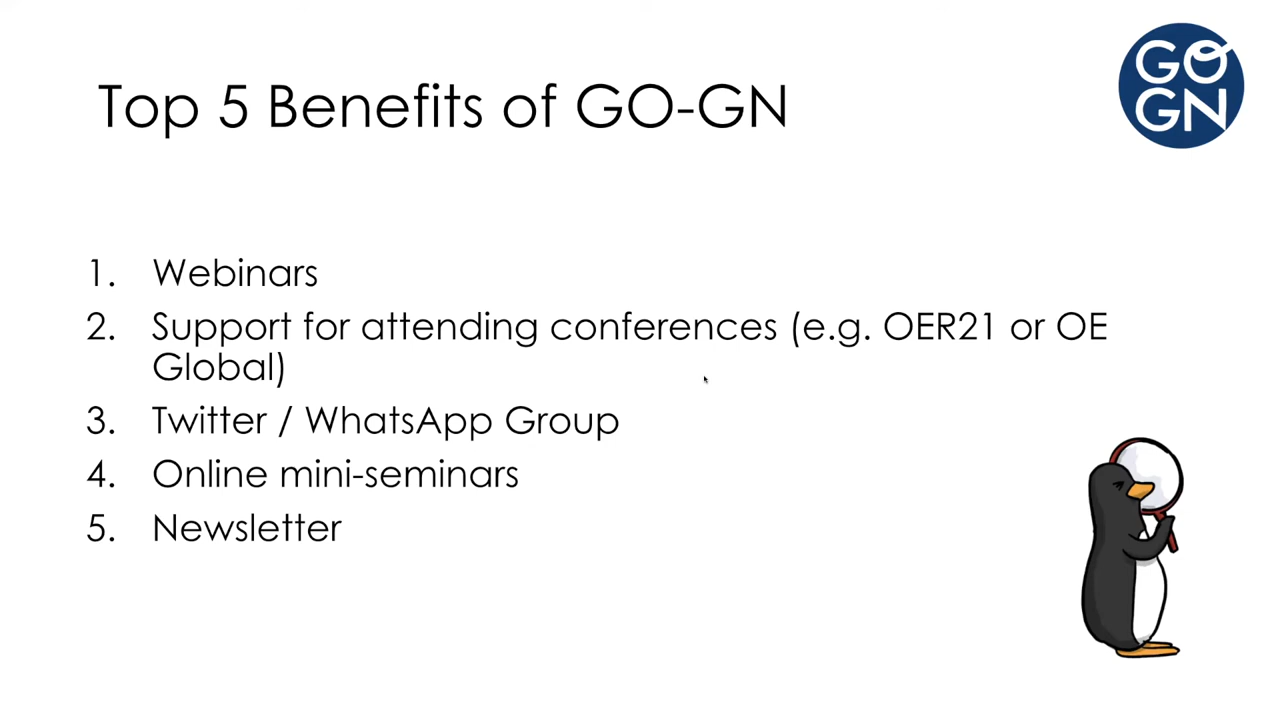 Top 5 Benefits of GO-GN
GO
GN
1. Webinars
2. Support for attending conferences (e.g. OER21 or OE
Global)
3. Twitter / WhatsApp Group
4. Online mini-seminars
5. Newsletter